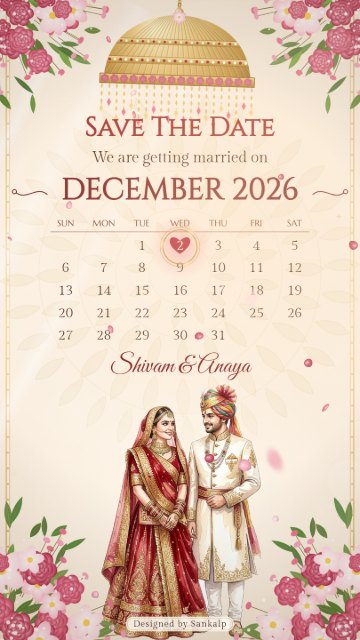 SAVE THE DATE
We are getting married on
DECEMBER 2026
SUN MON TUE WED THU FRI SAT
1 2 3 4 5
6 7 8 9 10 11 12
13 14 15 16 17 18 19
20 21 22 23 24 25 26
27 28 29 30 31
Shivam & Anaya
Designed by Sankalp